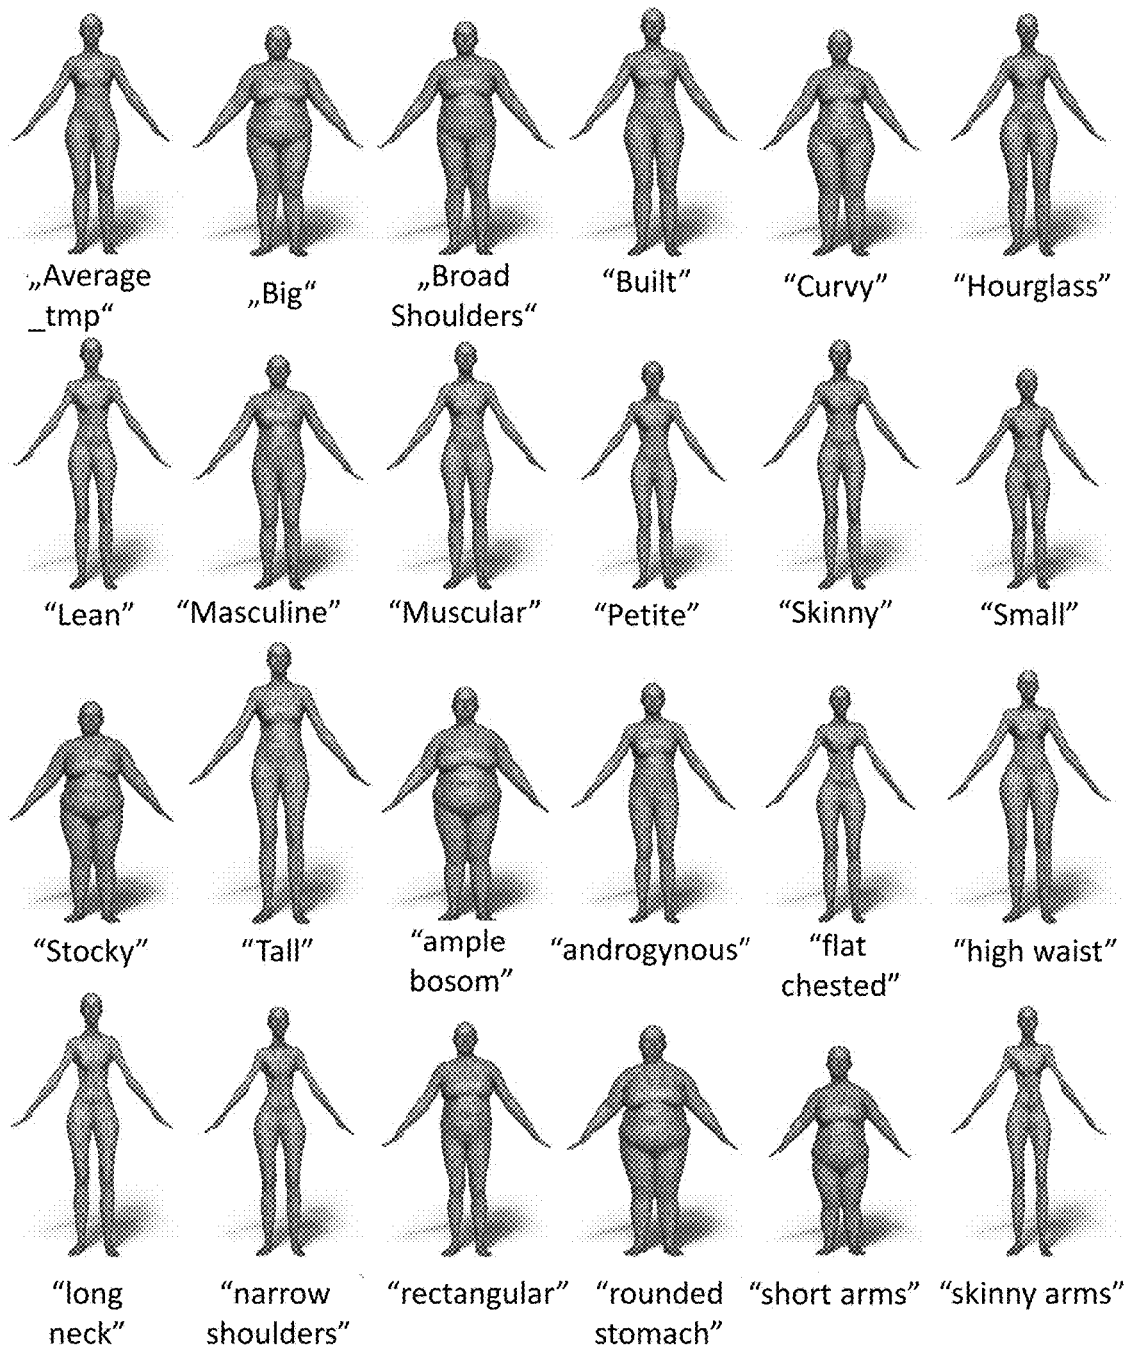 „Average
_tmp“
„Big“
„Broad
Shoulders“
“Built”
“Curvy”
“Hourglass”
“Lean”
“Masculine”
“Muscular”
“Petite”
“Skinny”
“Small”
“Stocky”
“Tall”
“ample
bosom”
“androgynous”
“flat
chested”
“high waist”
“long
neck”
“narrow
shoulders”
“rectangular”
“rounded
stomach”
“short arms”
“skinny arms”